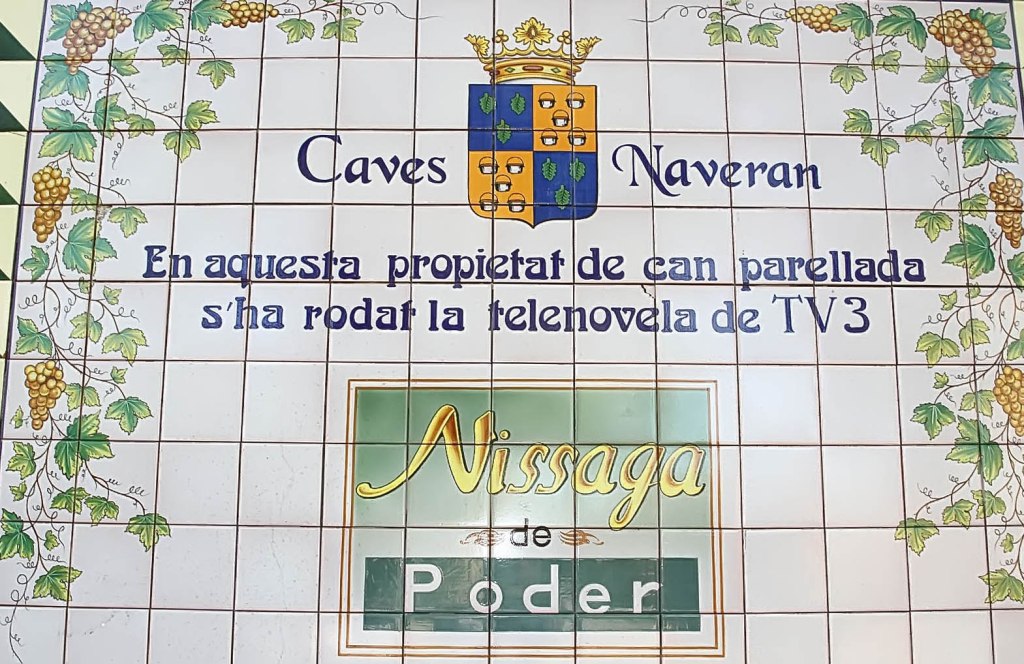 Caves Naveran
En aquesta propietat de can parellada
s'ha rodat la telenovela de TV3
Nissaga
de
Poder